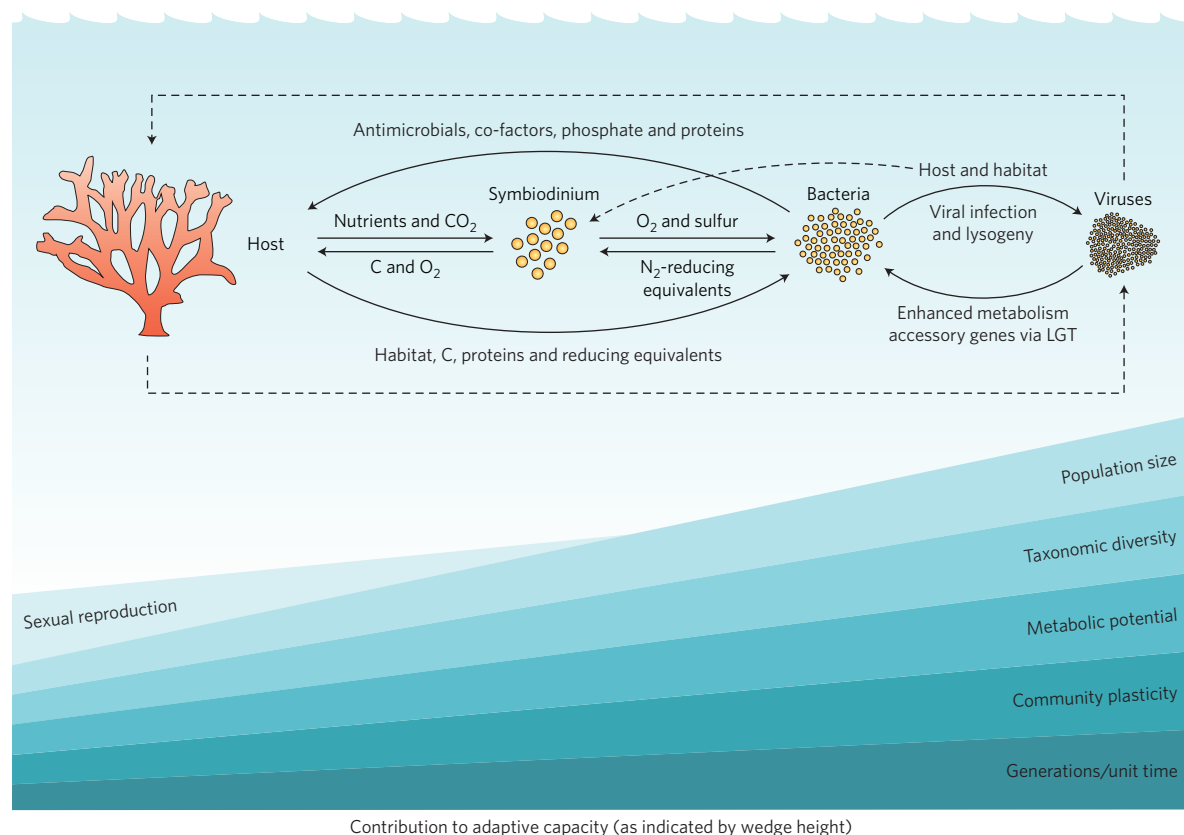 Antimicrobials, co-factors, phosphate and proteins
Symbiodinium
Bacteria
Host and habitat
Viruses
Host
Nutrients and CO₂
C and O₂
O₂ and sulfur
N₂-reducing
equivalents
Viral infection
and lysogeny
Enhanced metabolism
accessory genes via LGT
Habitat, C, proteins and reducing equivalents
Sexual reproduction
Population size
Taxonomic diversity
Metabolic potential
Community plasticity
Generations/unit time
Contribution to adaptive capacity (as indicated by wedge height)